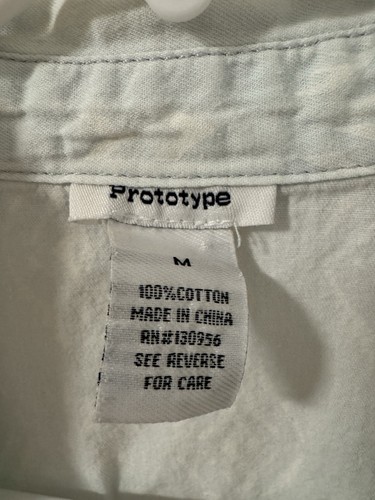 Prototype
M
100%COTTON
MADE IN CHINA
RN#130956
SEE REVERSE
FOR CARE